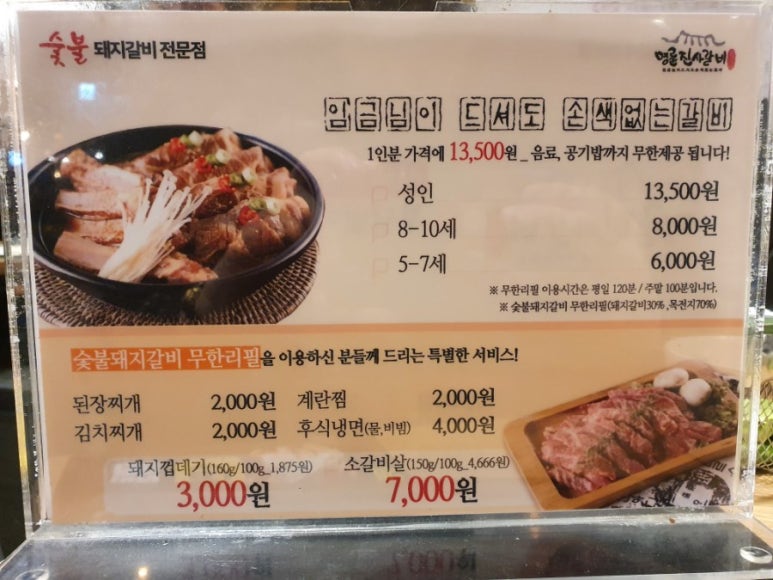 숯불 돼지갈비 전문점
명륜진사갈비
임금님이 드셔도 손색없는갈비
1인분 가격에 13,500원 _ 음료, 공기밥까지 무한제공 됩니다!
성인 13,500원
8-10세 8,000원
5-7세 6,000원
※ 무한리필 이용시간은 평일 120분 / 주말 100분입니다.
※ 숯불돼지갈비 무한리필(돼지갈비30% ,목전지70%)
숯불돼지갈비 무한리필을 이용하신 분들께 드리는 특별한 서비스!
된장찌개 2,000원 계란찜 2,000원
김치찌개 2,000원 후식냉면(물,비빔) 4,000원
돼지껍데기(160g/100g_1,875원) 소갈비살(150g/100g_4,666원)
3,000원 7,000원